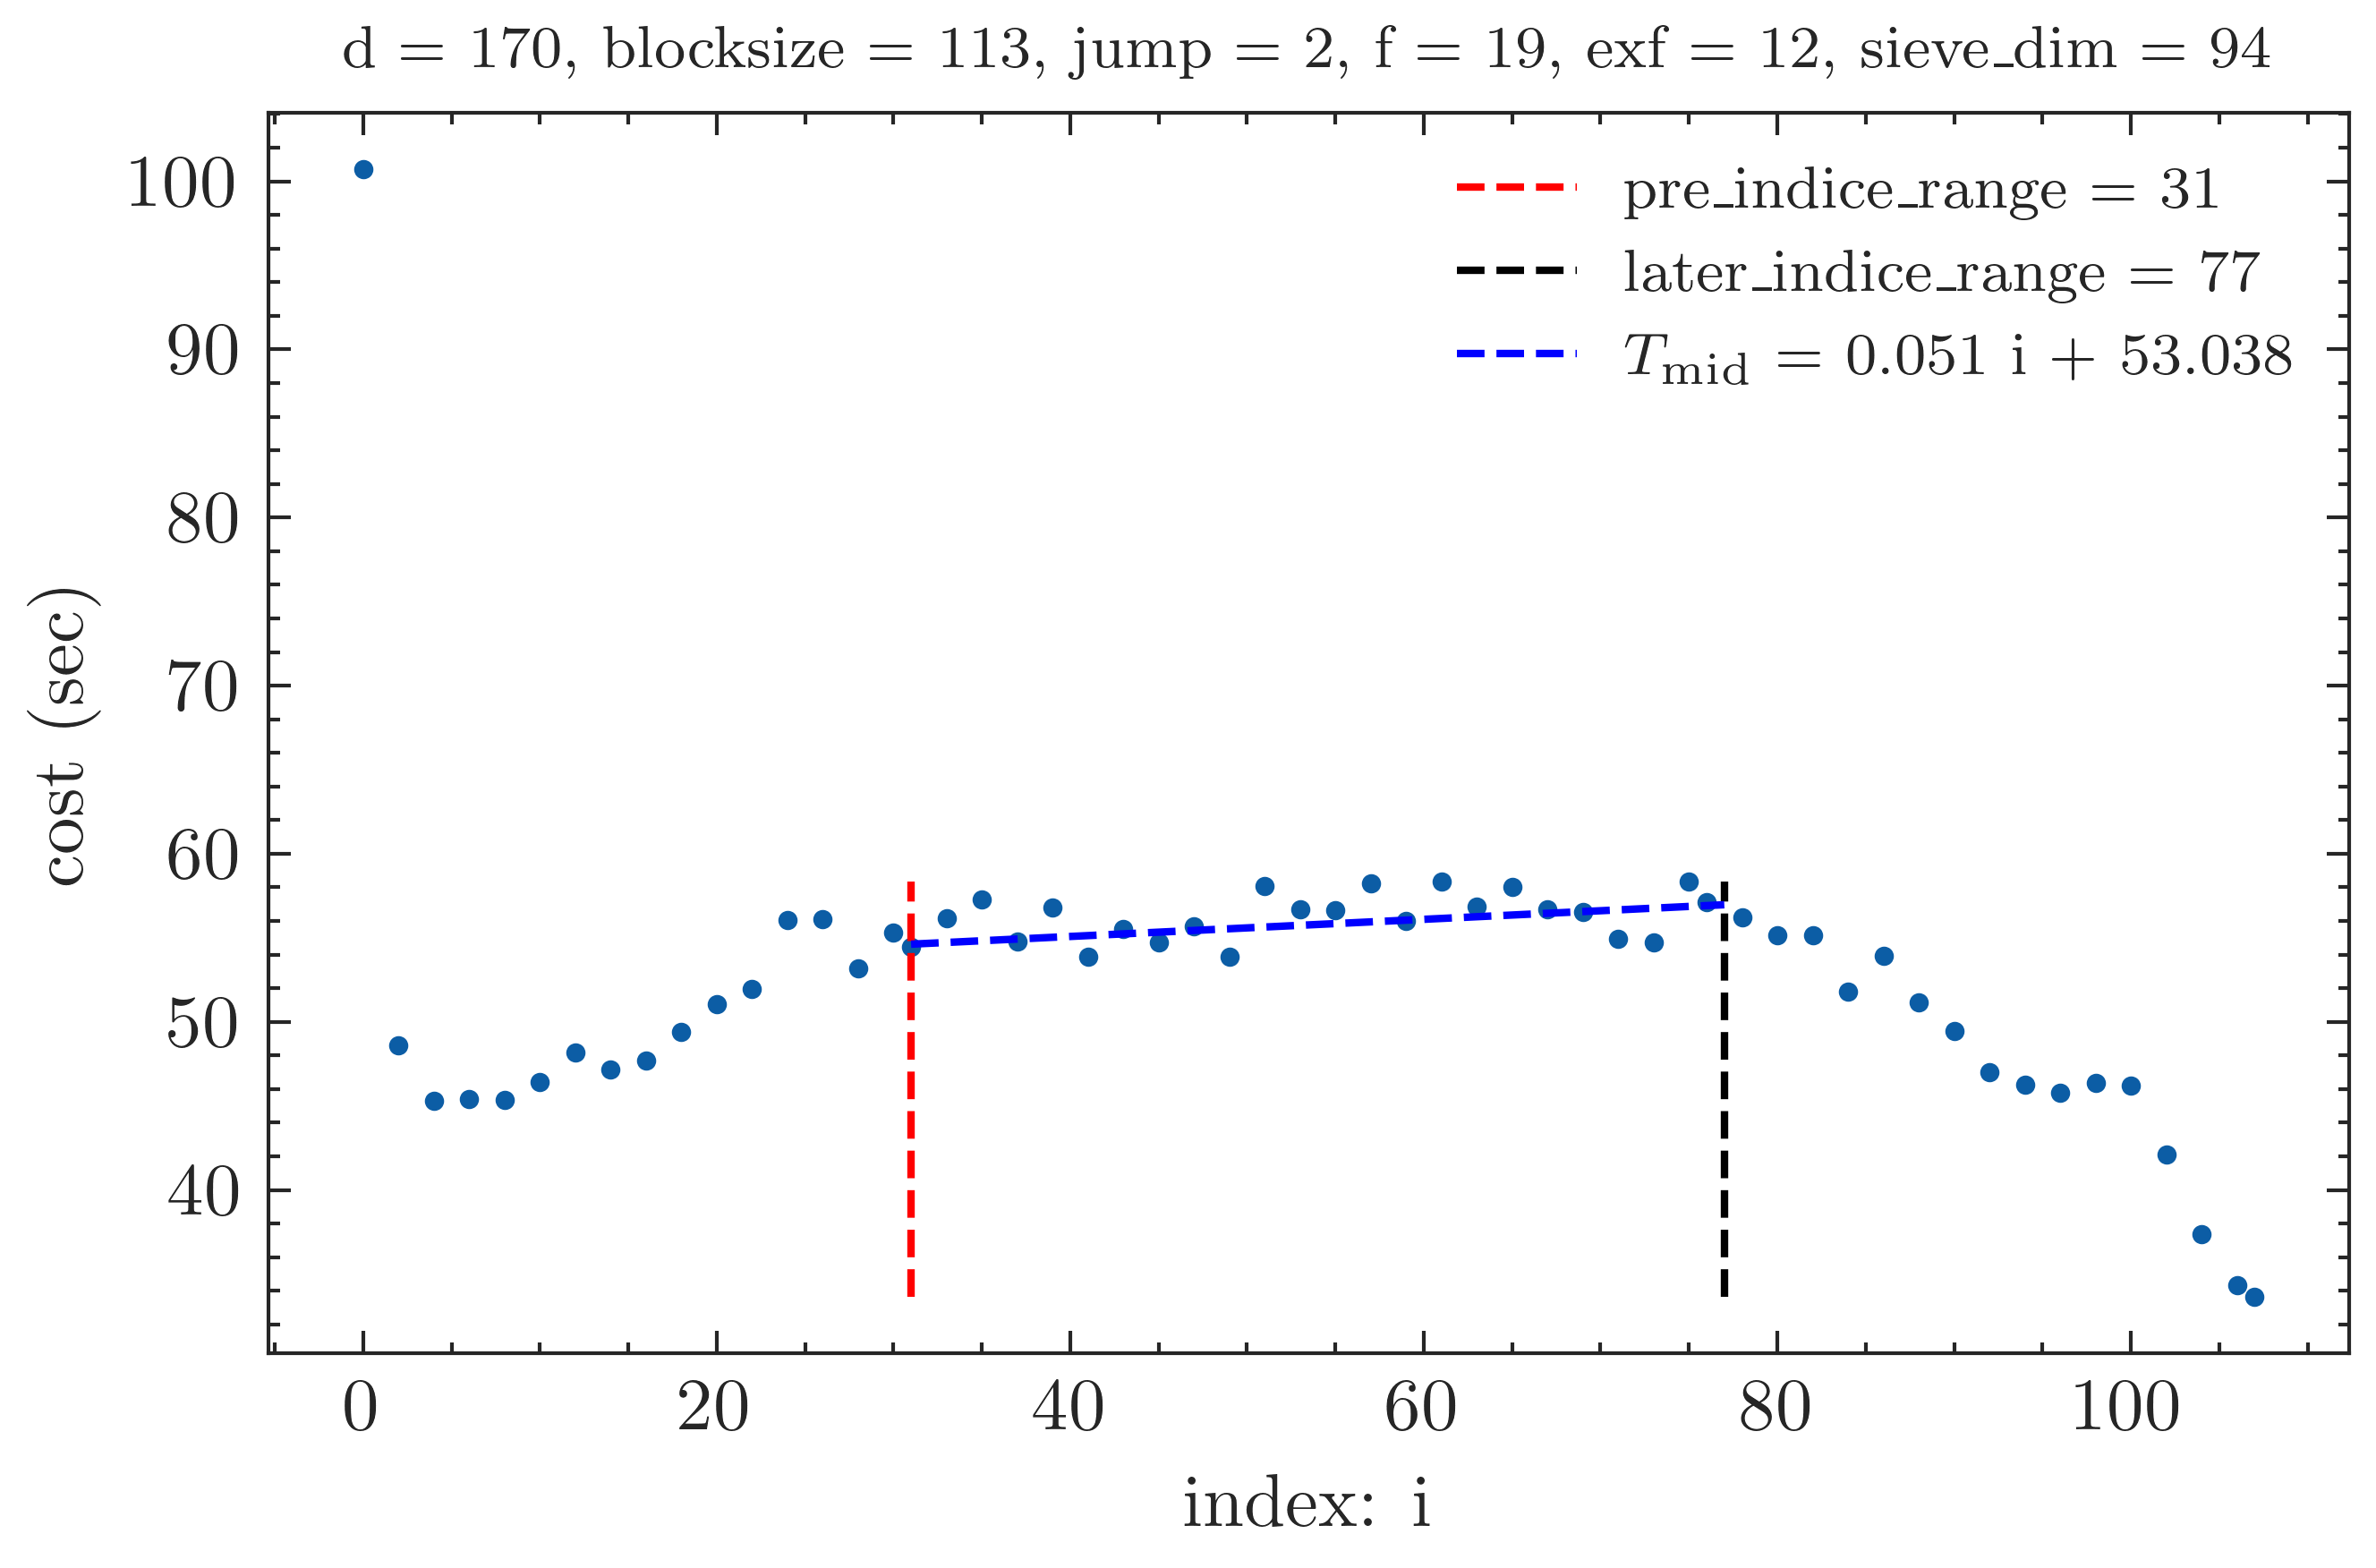 d = 170, blocksize = 113, jump = 2, f = 19, exf = 12, sieve_dim = 94
pre_indice_range = 31
later_indice_range = 77
T_mid = 0.051 i + 53.038
100
90
80
70
60
50
40
cost (sec)
0 20 40 60 80 100
index: i